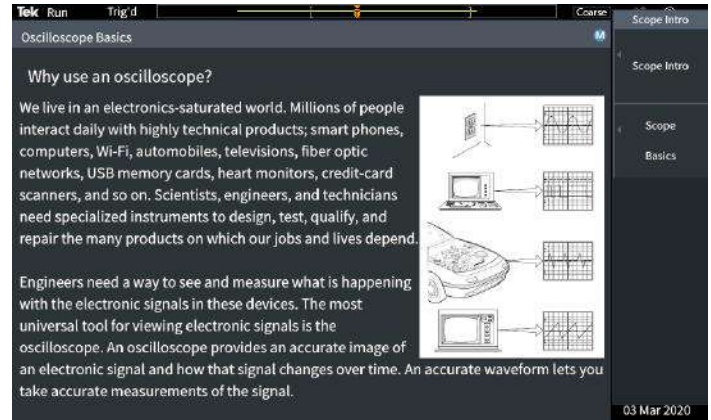 Tek Run Trig'd Coarse
Scope Intro
Oscilloscope Basics M
Scope Intro
Scope
Basics
Why use an oscilloscope?
We live in an electronics-saturated world. Millions of people
interact daily with highly technical products; smart phones,
computers, Wi-Fi, automobiles, televisions, fiber optic
networks, USB memory cards, heart monitors, credit-card
scanners, and so on. Scientists, engineers, and technicians
need specialized instruments to design, test, qualify, and
repair the many products on which our jobs and lives depend.
Engineers need a way to see and measure what is happening
with the electronic signals in these devices. The most
universal tool for viewing electronic signals is the
oscilloscope. An oscilloscope provides an accurate image of
an electronic signal and how that signal changes over time. An accurate waveform lets you
take accurate measurements of the signal.
03 Mar 2020